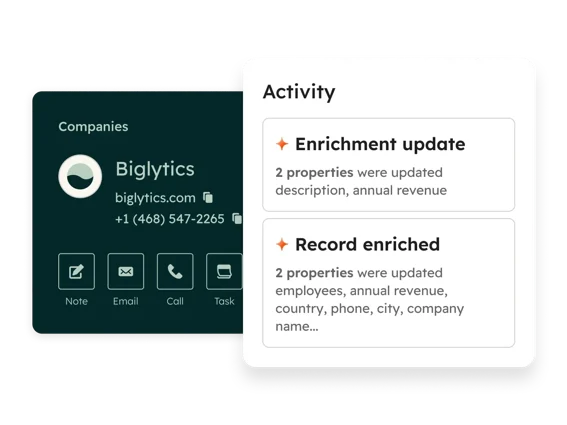 Companies
Biglytics
biglytics.com
+1 (468) 547-2265
Note
Email
Call
Task
Activity
Enrichment update
2 properties were updated
description, annual revenue
Record enriched
2 properties were updated
employees, annual revenue,
country, phone, city, company
name...